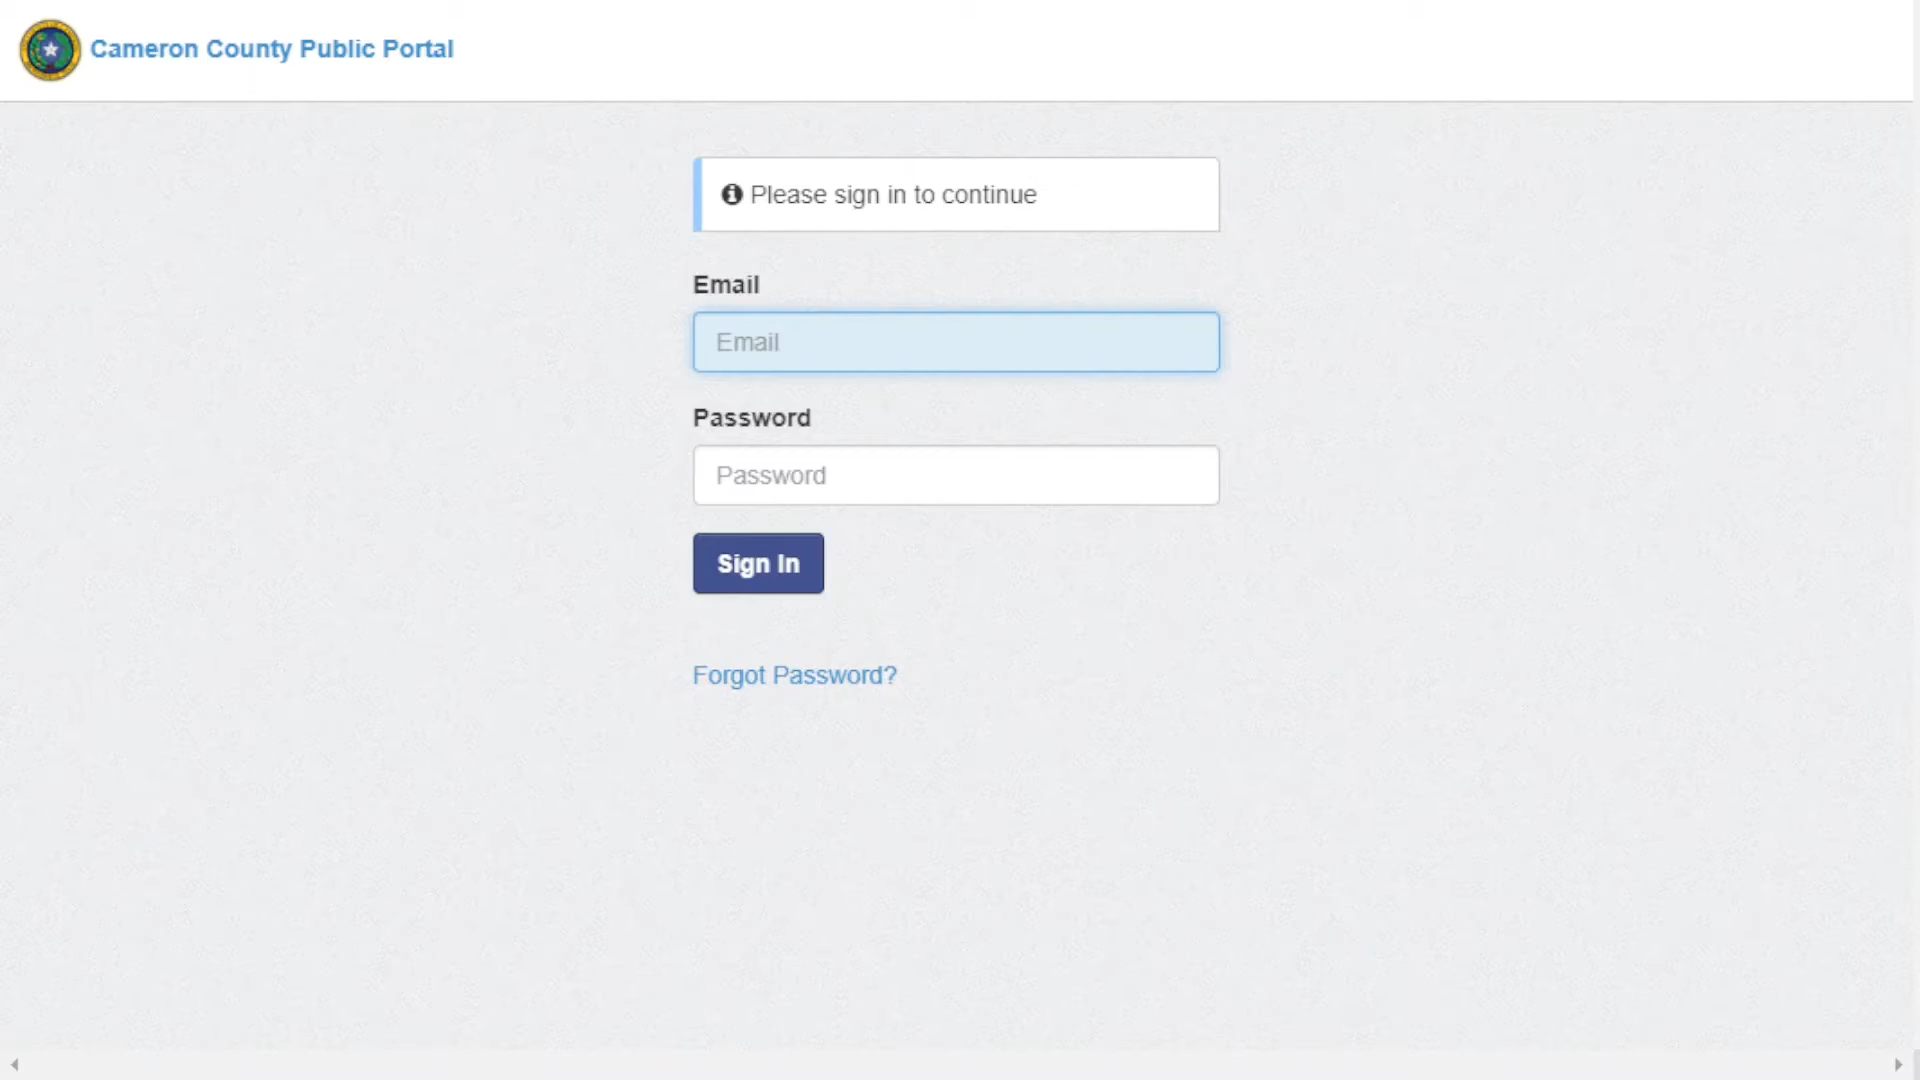 Cameron County Public Portal
Please sign in to continue
Email
Email
Password
Password
Sign In
Forgot Password?